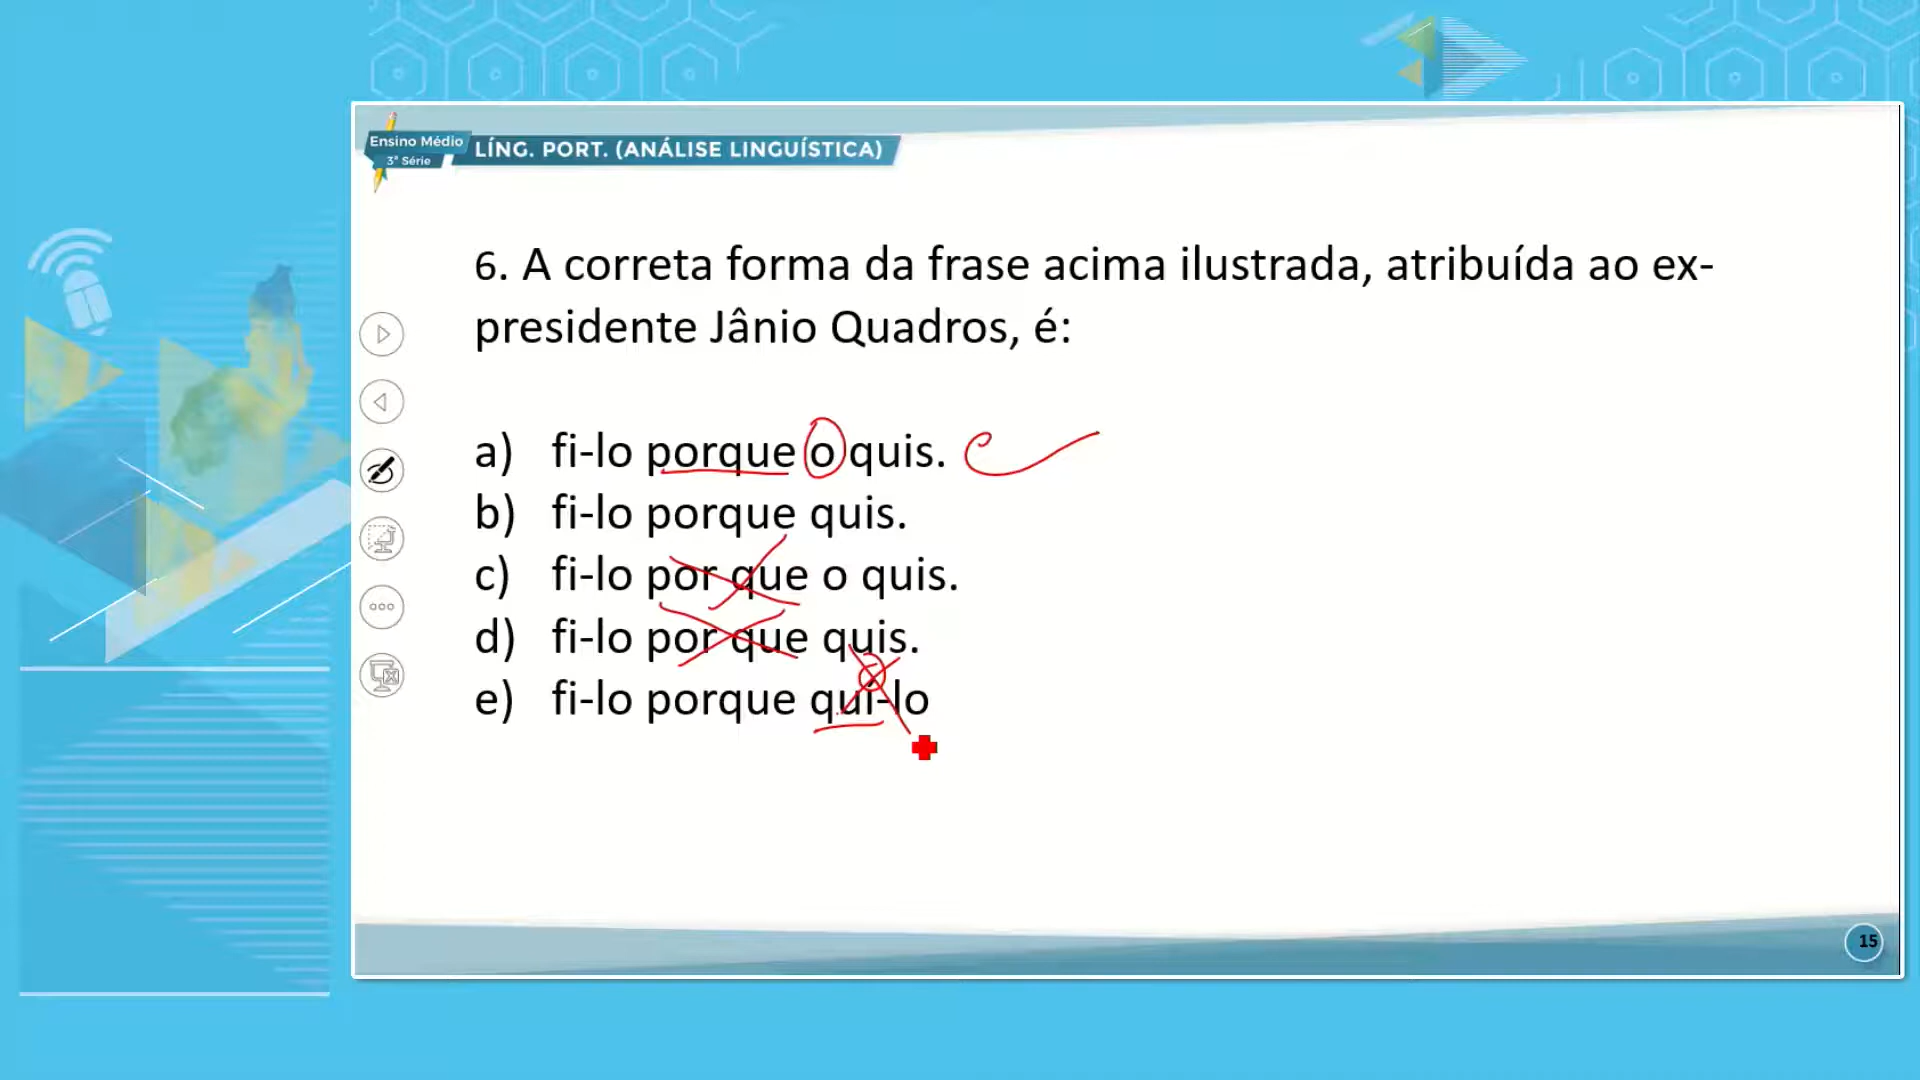 Ensino Médio
3ª Série
LÍNG. PORT. (ANÁLISE LINGUÍSTICA)
6. A correta forma da frase acima ilustrada, atribuída ao ex-
presidente Jânio Quadros, é:
a) fi-lo porque o quis.
b) fi-lo porque quis.
c) fi-lo por que o quis.
d) fi-lo por que quis.
e) fi-lo porque qui-lo
15